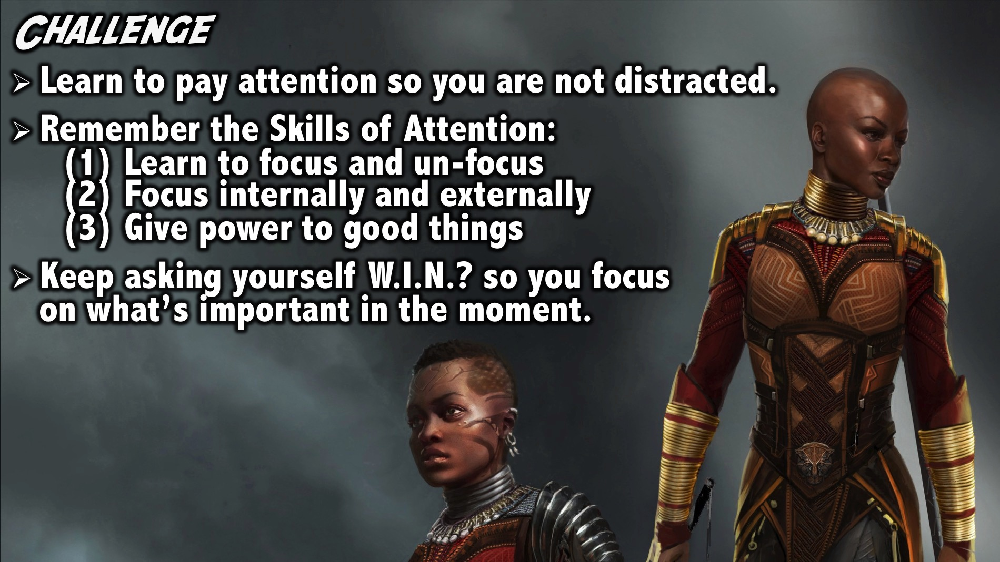 CHALLENGE
➢ Learn to pay attention so you are not distracted.
➢ Remember the Skills of Attention:
(1) Learn to focus and un-focus
(2) Focus internally and externally
(3) Give power to good things
➢ Keep asking yourself W.I.N.? so you focus
on what’s important in the moment.